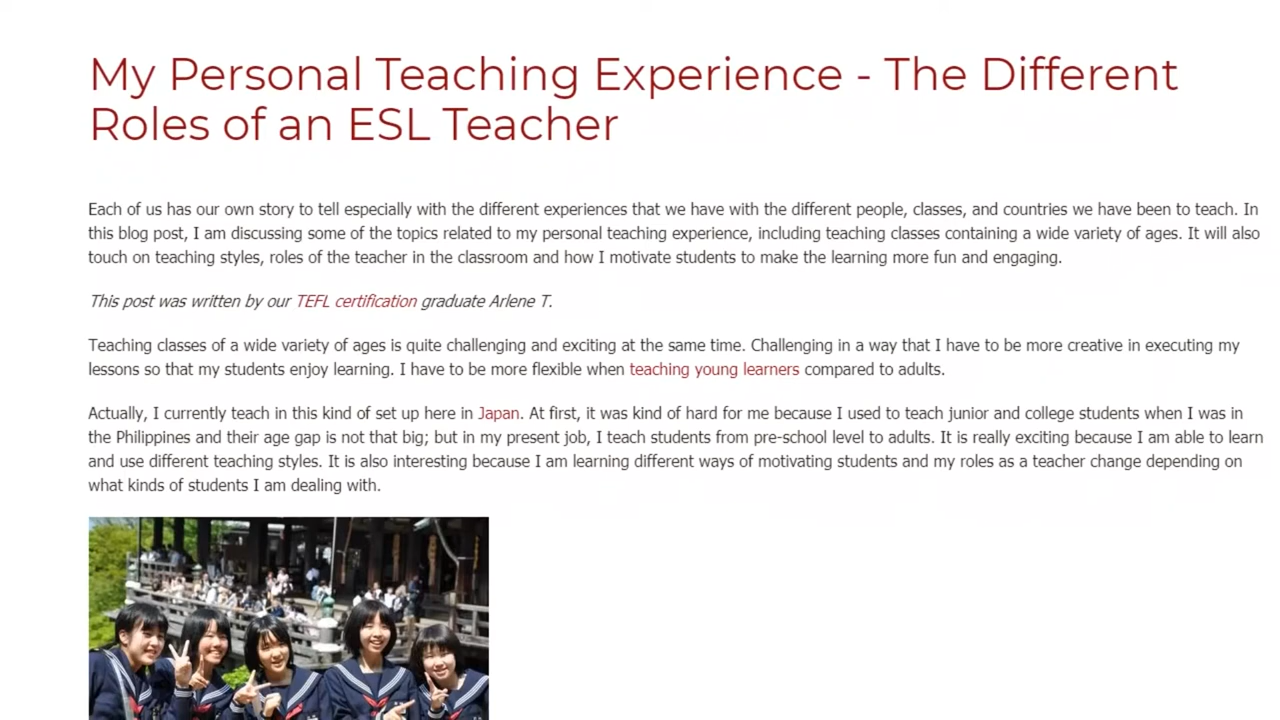 My Personal Teaching Experience - The Different
Roles of an ESL Teacher
Each of us has our own story to tell especially with the different experiences that we have with the different people, classes, and countries we have been to teach. In
this blog post, I am discussing some of the topics related to my personal teaching experience, including teaching classes containing a wide variety of ages. It will also
touch on teaching styles, roles of the teacher in the classroom and how I motivate students to make the learning more fun and engaging.
This post was written by our TEFL certification graduate Arlene T.
Teaching classes of a wide variety of ages is quite challenging and exciting at the same time. Challenging in a way that I have to be more creative in executing my
lessons so that my students enjoy learning. I have to be more flexible when teaching young learners compared to adults.
Actually, I currently teach in this kind of set up here in Japan. At first, it was kind of hard for me because I used to teach junior and college students when I was in
the Philippines and their age gap is not that big; but in my present job, I teach students from pre-school level to adults. It is really exciting because I am able to learn
and use different teaching styles. It is also interesting because I am learning different ways of motivating students and my roles as a teacher change depending on
what kinds of students I am dealing with.